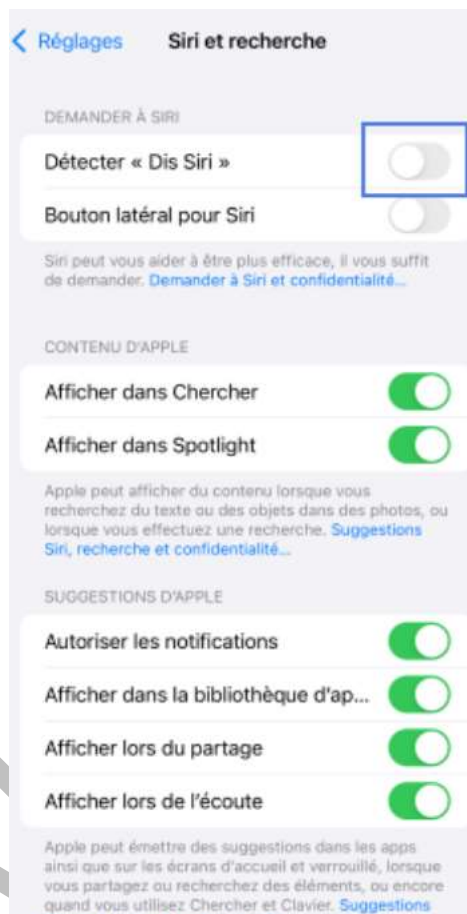 Réglages Siri et recherche
DEMANDER À SIRI
Détecter « Dis Siri »
Bouton latéral pour Siri
Siri peut vous aider à être plus efficace, il vous suffit
de demander. Demander à Siri et confidentialité...
CONTENU D'APPLE
Afficher dans Chercher
Afficher dans Spotlight
Apple peut afficher du contenu lorsque vous
recherchez du texte ou des objets dans des photos, ou
lorsque vous effectuez une recherche. Suggestions
Siri, recherche et confidentialité...
SUGGESTIONS D'APPLE
Autoriser les notifications
Afficher dans la bibliothèque d'ap...
Afficher lors du partage
Afficher lors de l'écoute
Apple peut émettre des suggestions dans les apps
ainsi que sur les écrans d'accueil et verrouillé, lorsque
vous partagez ou recherchez des éléments, ou encore
quand vous utilisez Chercher et Clavier. Suggestions